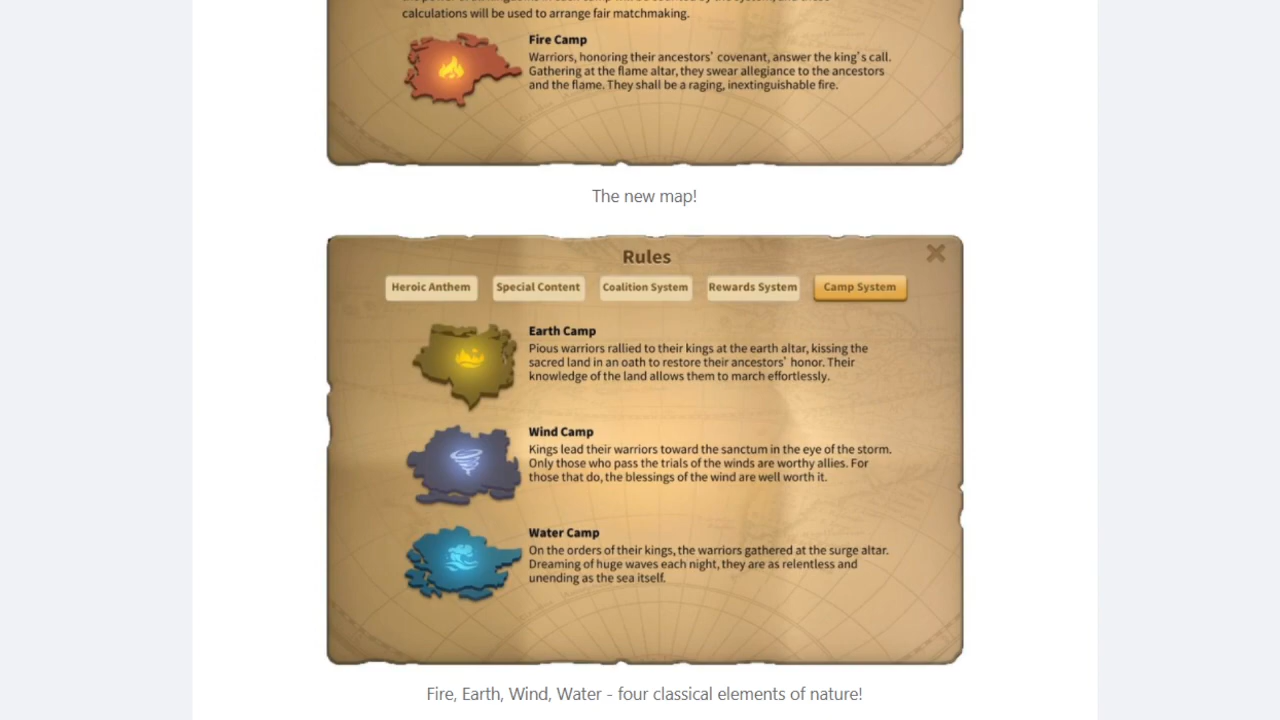 calculations will be used to arrange fair matchmaking.
Fire Camp
Warriors, honoring their ancestors' covenant, answer the king's call.
Gathering at the flame altar, they swear allegiance to the ancestors
and the flame. They shall be a raging, inextinguishable fire.
The new map!
Rules
Heroic Anthem
Special Content
Coalition System
Rewards System
Camp System
Earth Camp
Pious warriors rallied to their kings at the earth altar, kissing the
sacred land in an oath to restore their ancestors' honor. Their
knowledge of the land allows them to march effortlessly.
Wind Camp
Kings lead their warriors toward the sanctum in the eye of the storm.
Only those who pass the trials of the winds are worthy allies. For
those that do, the blessings of the wind are well worth it.
Water Camp
On the orders of their kings, the warriors gathered at the surge altar.
Dreaming of huge waves each night, they are as relentless and
unending as the sea itself.
Fire, Earth, Wind, Water - four classical elements of nature!